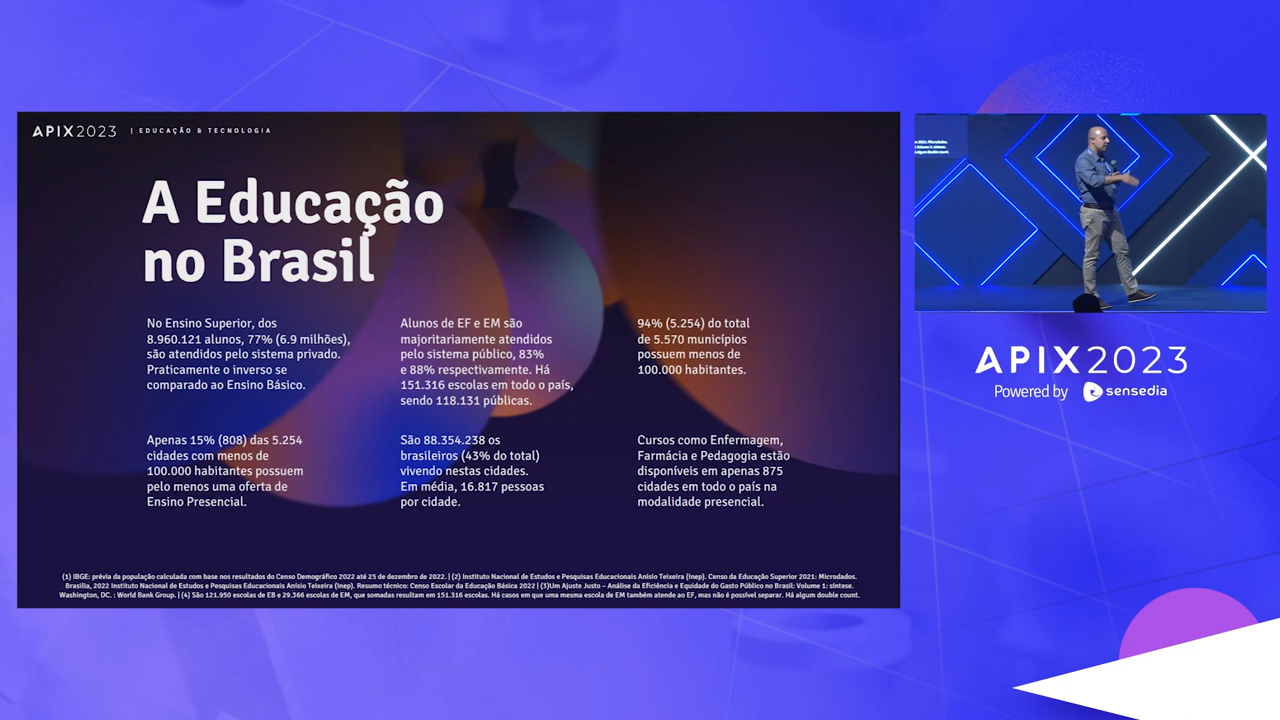 APIX2023 | EDUCAÇÃO & TECNOLOGIA
A Educação
no Brasil
No Ensino Superior, dos
8.960.121 alunos, 77% (6.9 milhões),
são atendidos pelo sistema privado.
Praticamente o inverso se
comparado ao Ensino Básico.
Alunos de EF e EM são
majoritariamente atendidos
pelo sistema público, 83%
e 88% respectivamente. Há
151.316 escolas em todo o país,
sendo 118.131 públicas.
94% (5.254) do total
de 5.570 municípios
possuem menos de
100.000 habitantes.
Apenas 15% (808) das 5.254
cidades com menos de
100.000 habitantes possuem
pelo menos uma oferta de
Ensino Presencial.
São 88.354.238 os
brasileiros (43% do total)
vivendo nestas cidades.
Em média, 16.817 pessoas
por cidade.
Cursos como Enfermagem,
Farmácia e Pedagogia estão
disponíveis em apenas 875
cidades em todo o país na
modalidade presencial.
(1) IBGE: prévia da população calculada com base nos resultados do Censo Demográfico 2022 até 25 de dezembro de 2022. | (2) Instituto Nacional de Estudos e Pesquisas Educacionais Anísio Teixeira (Inep). Censo da Educação Superior 2021: Microdados.
Brasilia, 2022 Instituto Nacional de Estudos e Pesquisas Educacionais Anísio Teixeira (Inep). Resumo técnico: Censo Escolar da Educação Básica 2022 | (3)Um Ajuste Justo – Análise da Eficiência e Equidade do Gasto Público no Brasil: Volume 1: síntese.
Washington, DC. : World Bank Group. | (4) São 121.950 escolas de EB e 29.366 escolas de EM, que somadas resultam em 151.316 escolas. Há casos em que uma mesma escola de EM também atende ao EF, mas não é possível separar. Há algum double count.
APIX2023
Powered by sensedia